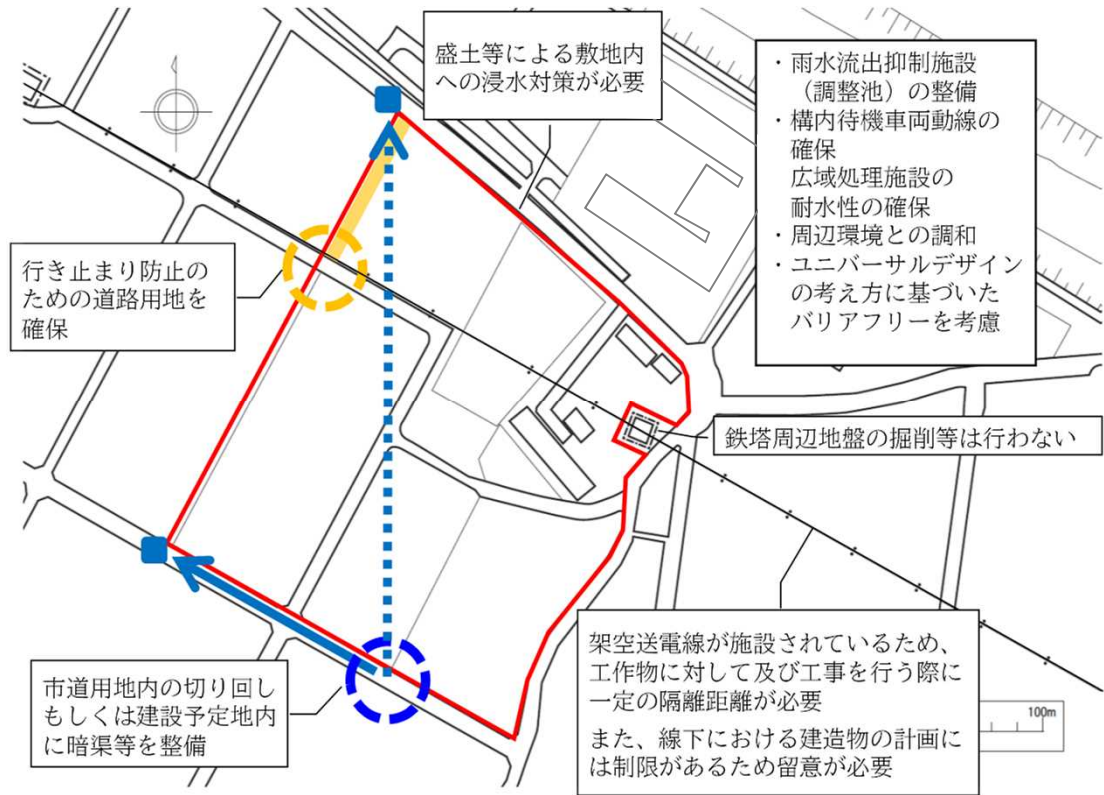 盛土等による敷地内
への浸水対策が必要
・雨水流出抑制施設
（調整池）の整備
・構内待機車両動線の
確保
広域処理施設の
耐水性の確保
・周辺環境との調和
・ユニバーサルデザイン
の考え方に基づいた
バリアフリーを考慮
行き止まり防止の
ための道路用地を
確保
鉄塔周辺地盤の掘削等は行わない
市道用地内の切り回し
もしくは建設予定地内
に暗渠等を整備
架空送電線が施設されているため、
工作物に対して及び工事を行う際に
一定の隔離距離が必要
また、線下における建造物の計画に
は制限があるため留意が必要
100m